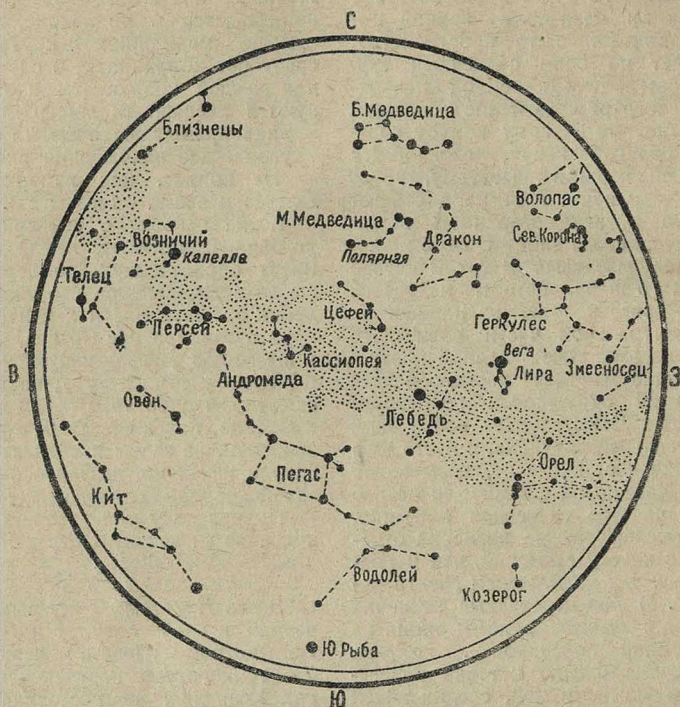 С
Близнецы
Б.Медведица
Волопас
М.Медведица
Возничий
Дракон
Сев.Корона
Капелла
Полярная
Телец
Цефей
Геркулес
Персей
Кассиопея
Вега
Лира
Змееносец
В
З
Андромеда
Овен
Лебедь
Орел
Пегас
Кит
Водолей
Козерог
Ю.Рыба
Ю